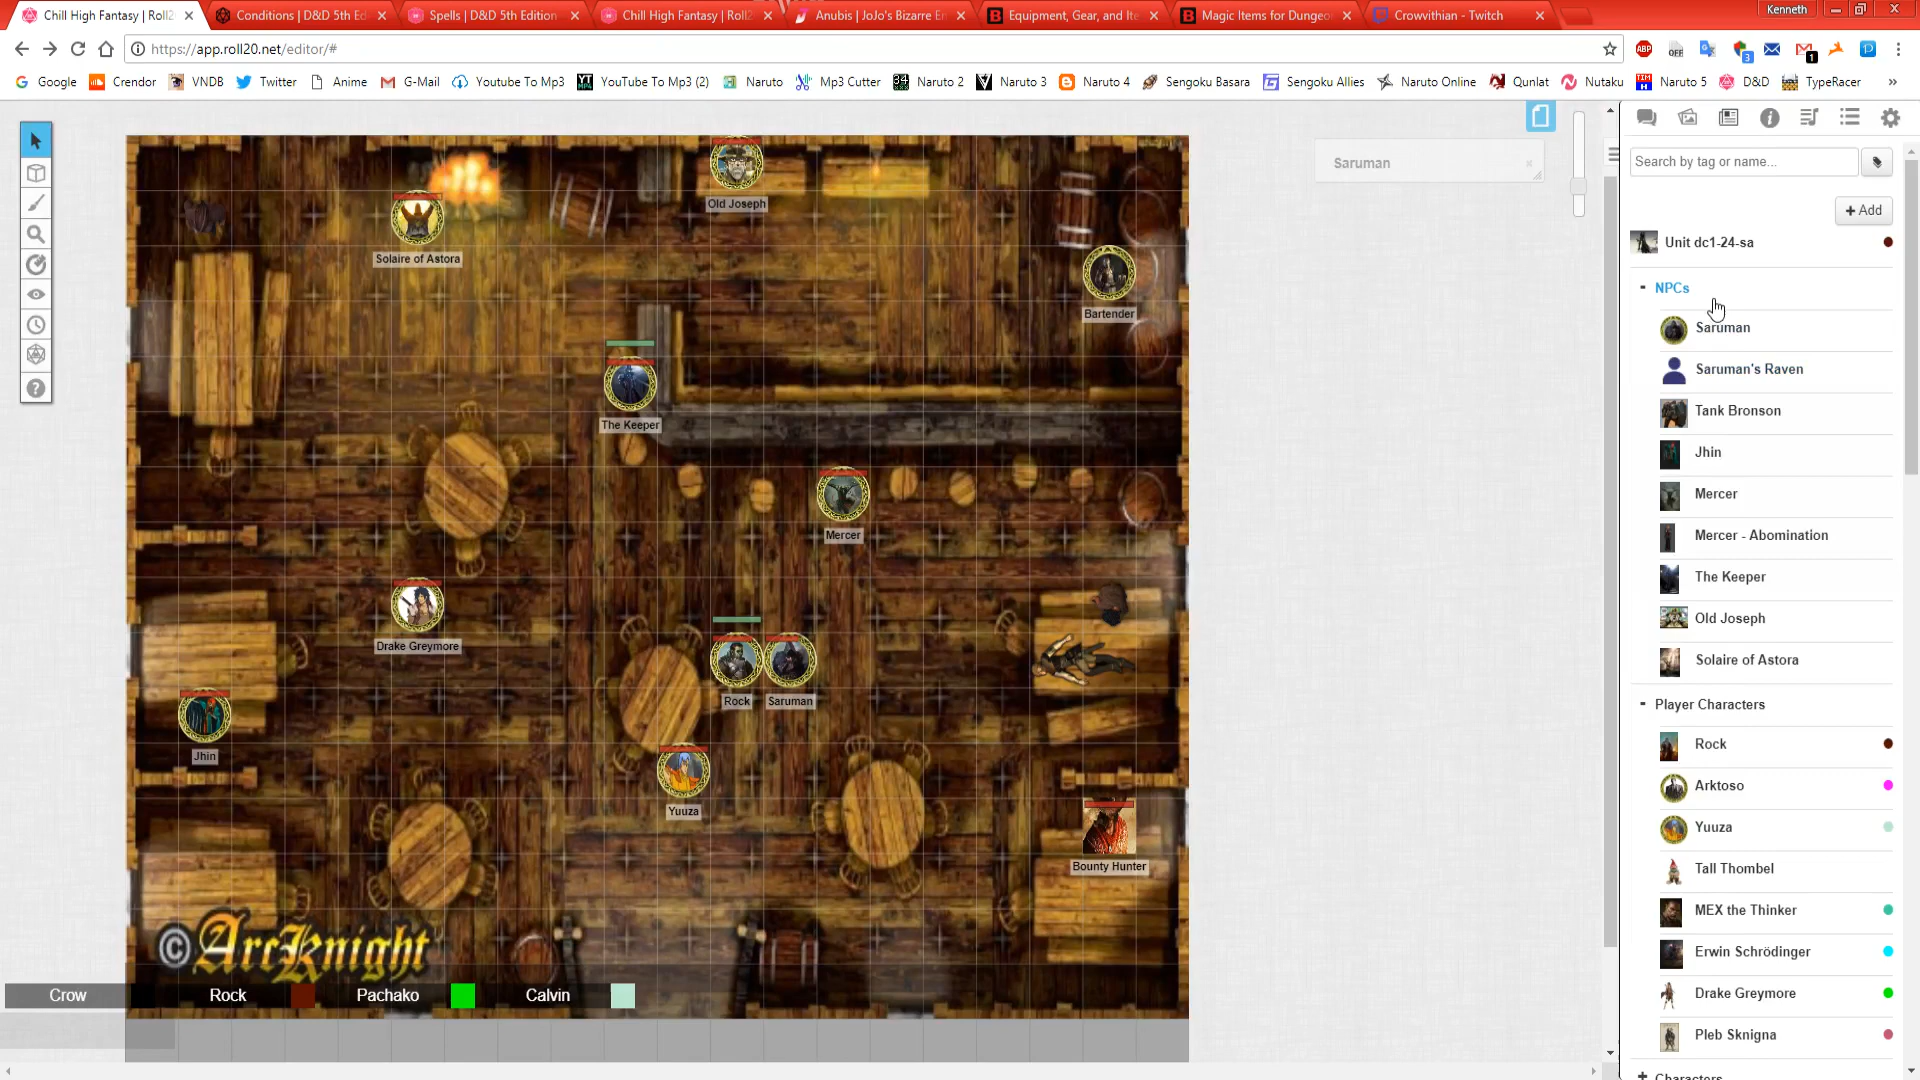 Chill High Fantasy | Roll2
Conditions | D&D 5th Ed
Spells | D&D 5th Edition
Chill High Fantasy | Roll2
Anubis | JoJo's Bizarre En
Equipment, Gear, and Ite
Magic Items for Dungeo
Crowvithian - Twitch
Kenneth
https://app.roll20.net/editor/#
ABP
OFF
3
1
Google
Crendor
VNDB
Twitter
Anime
G-Mail
Youtube To Mp3
YouTube To Mp3 (2)
Naruto
Mp3 Cutter
Naruto 2
Naruto 3
Naruto 4
Sengoku Basara
Sengoku Allies
Naruto Online
Qunlat
Nutaku
Naruto 5
D&D
TypeRacer
»
Saruman
Search by tag or name...
+ Add
Unit dc1-24-sa
NPCs
Saruman
Saruman's Raven
Tank Bronson
Jhin
Mercer
Mercer - Abomination
The Keeper
Old Joseph
Solaire of Astora
Player Characters
Rock
Arktoso
Yuuza
Tall Thombel
MEX the Thinker
Erwin Schrödinger
Drake Greymore
Pleb Sknigna
Characters
Old Joseph
Solaire of Astora
Bartender
The Keeper
Mercer
Drake Greymore
Rock
Saruman
Jhin
Yuuza
Bounty Hunter
©ArcKnight
Crow
Rock
Pachako
Calvin